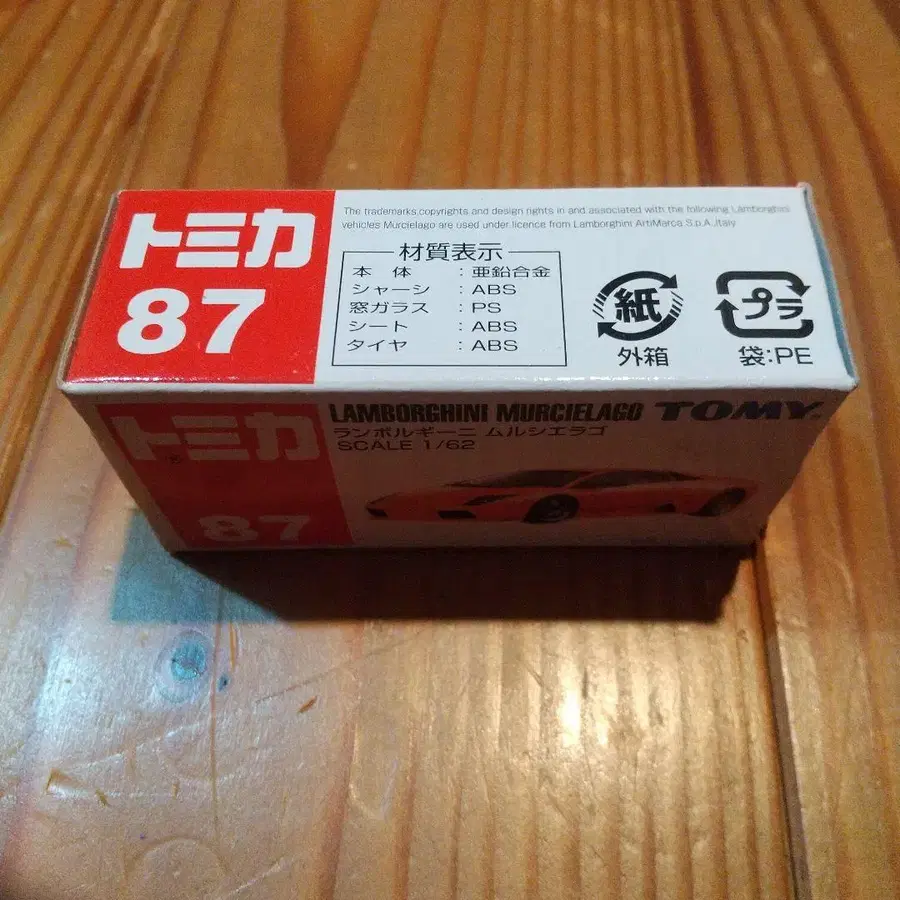 トミカ
87
The trademarks,copyrights and design rights in and associated with the following Lamborghini
vehicles Murcielago are used under licence from Lamborghini ArtiMarca S.p.A.,Italy
材質表示
本体 : 亜鉛合金
シャーシ : ABS
窓ガラス : PS
シート : ABS
タイヤ : ABS
紙
外箱
プラ
袋:PE
トミカ
87
LAMBORGHINI MURCIELAGO TOMY
ランボルギーニ ムルシエラゴ
SCALE 1/62